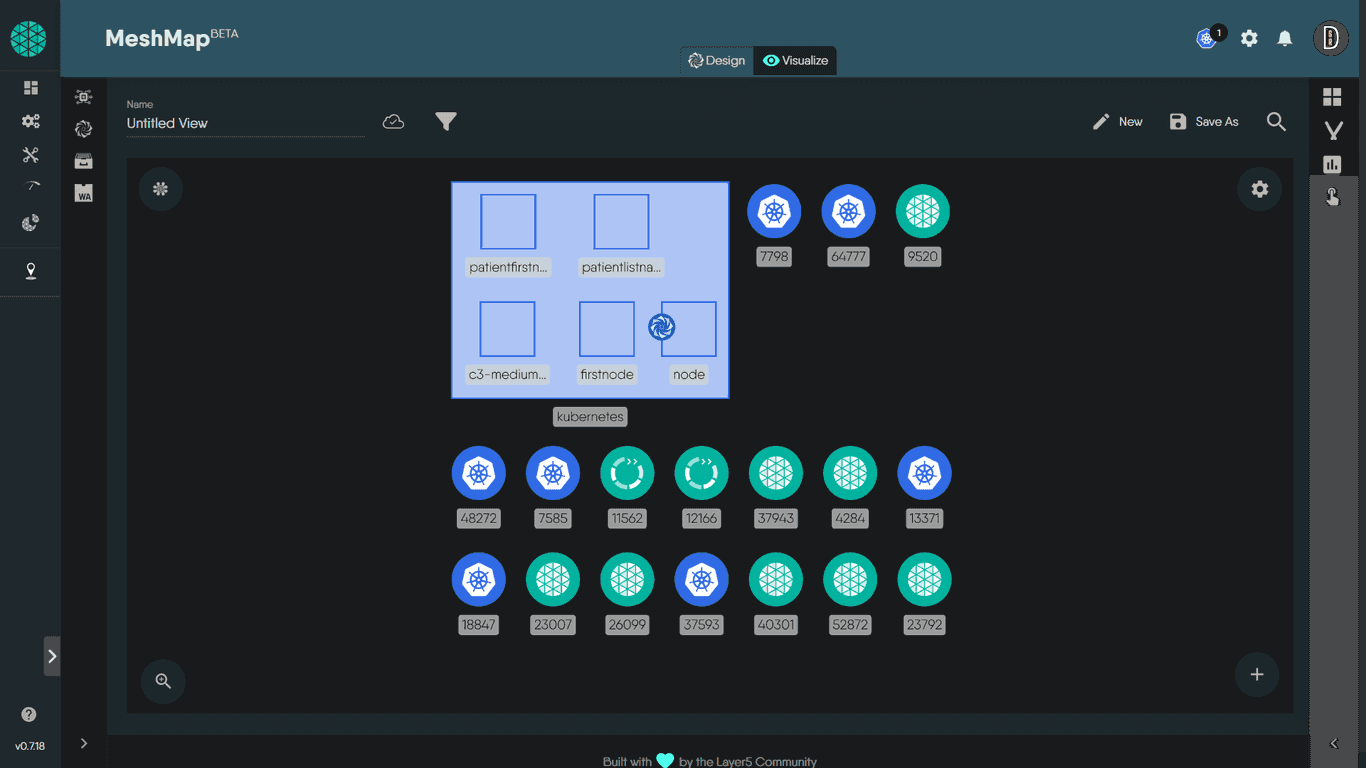 MeshMap BETA
1
D
Design
Visualize
Name
Untitled View
New
Save As
WA
patientfirstn...
patientlistna...
7798
64777
9520
c3-medium...
firstnode
node
kubernetes
48272
7585
11562
12166
37943
4284
13371
18847
23007
26099
37593
40301
52872
23792
v0.7.18
Built with by the Layer5 Community